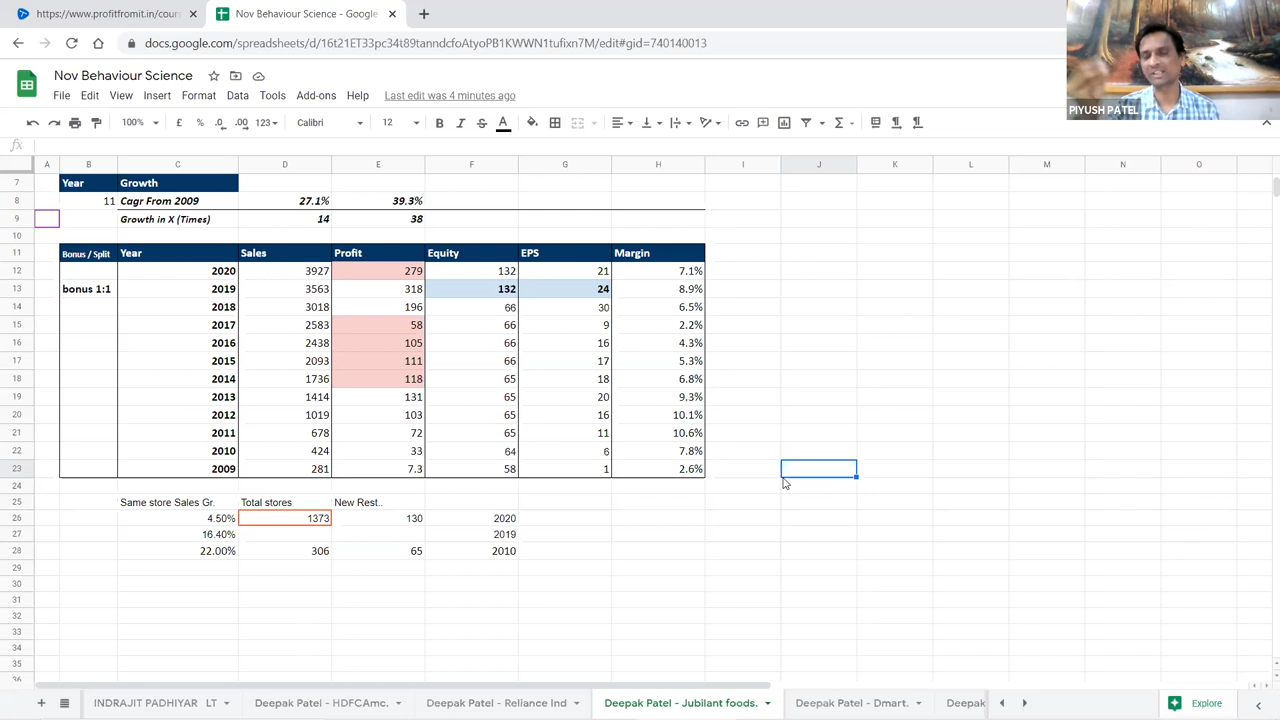 https://www.profitfromit.in/cour
Nov Behaviour Science - Google
docs.google.com/spreadsheets/d/16t21ET33pc34t89tanndcfoAtyoPB1KWWN1tufixn7M/edit#gid=740140013
Nov Behaviour Science
File Edit View Insert Format Data Tools Add-ons Help Last edit was 4 minutes ago
PIYUSH PATEL
100% £ % .0 .00 123 Calibri 12 B I S A
fx
A B C D E F G H I J K L M N O
7 Year Growth
8 11 Cagr From 2009 27.1% 39.3%
9 Growth in X (Times) 14 38
10
11 Bonus / Split Year Sales Profit Equity EPS Margin
12 2020 3927 279 132 21 7.1%
13 bonus 1:1 2019 3563 318 132 24 8.9%
14 2018 3018 196 66 30 6.5%
15 2017 2583 58 66 9 2.2%
16 2016 2438 105 66 16 4.3%
17 2015 2093 111 66 17 5.3%
18 2014 1736 118 65 18 6.8%
19 2013 1414 131 65 20 9.3%
20 2012 1019 103 65 16 10.1%
21 2011 678 72 65 11 10.6%
22 2010 424 33 64 6 7.8%
23 2009 281 7.3 58 1 2.6%
24
25 Same store Sales Gr. Total stores New Rest..
26 4.50% 1373 130 2020
27 16.40% 2019
28 22.00% 306 65 2010
29
30
31
32
33
34
35
36
INDRAJIT PADHIYAR LT Deepak Patel - HDFCAmc. Deepak Patel - Reliance Ind Deepak Patel - Jubilant foods. Deepak Patel - Dmart. Deepak Explore